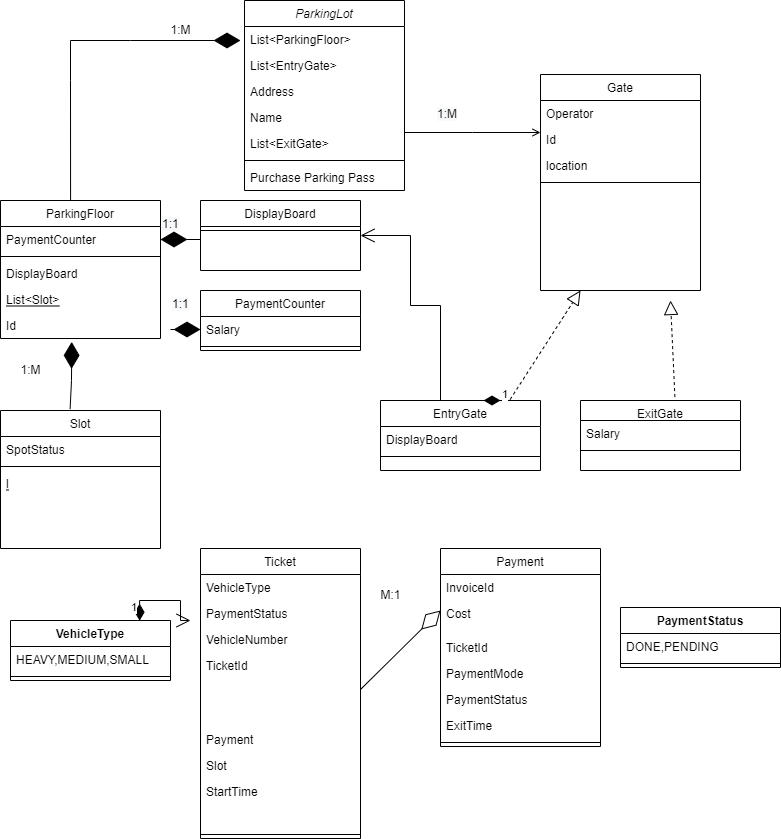 ParkingLot
1:M
List<ParkingFloor>
List<EntryGate>
Address
Name
List<ExitGate>
Purchase Parking Pass
1:M
Gate
Operator
Id
location
ParkingFloor
PaymentCounter
DisplayBoard
List<Slot>
Id
1:1
DisplayBoard
1:1
PaymentCounter
Salary
1:M
Slot
SpotStatus
I
EntryGate
DisplayBoard
1
ExitGate
Salary
Ticket
VehicleType
PaymentStatus
VehicleNumber
TicketId
Payment
Slot
StartTime
M:1
Payment
InvoiceId
Cost
TicketId
PaymentMode
PaymentStatus
ExitTime
1
VehicleType
HEAVY,MEDIUM,SMALL
PaymentStatus
DONE,PENDING